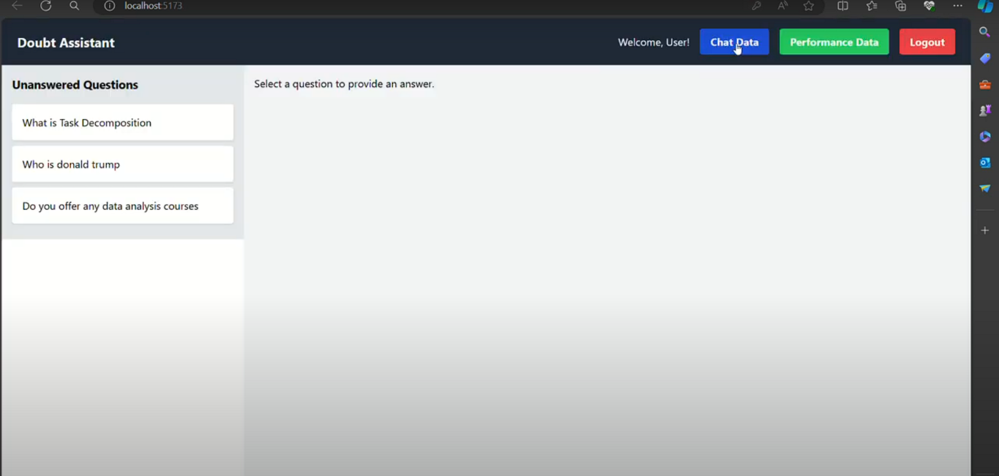 localhost:5173
Doubt Assistant
Welcome, User!
Chat Data
Performance Data
Logout
Unanswered Questions
What is Task Decomposition
Who is donald trump
Do you offer any data analysis courses
Select a question to provide an answer.